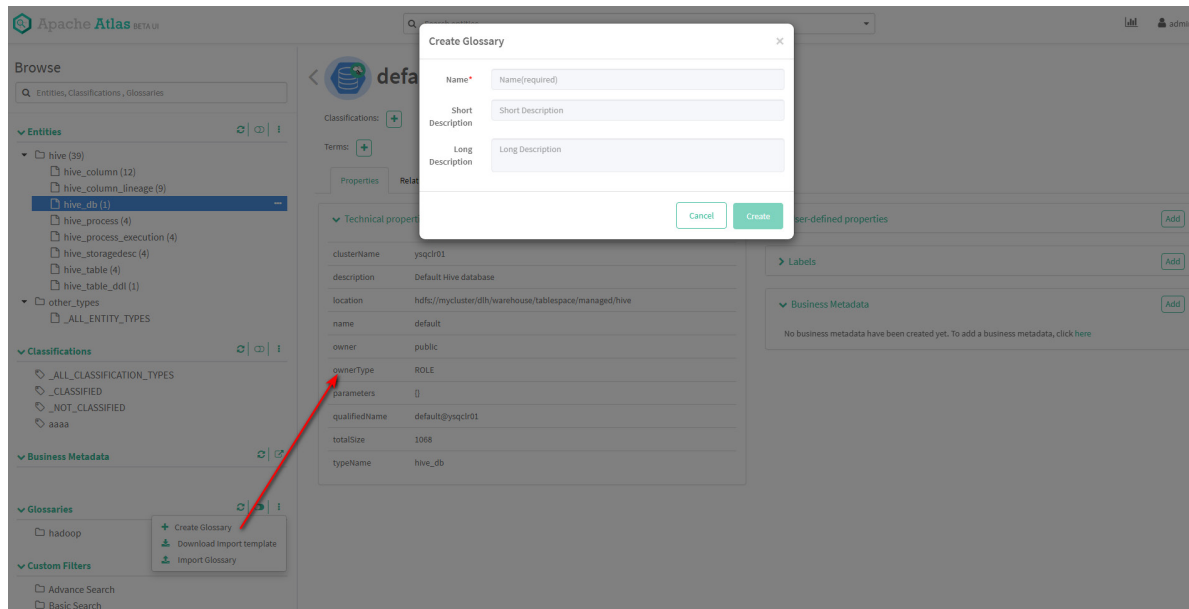 Apache Atlas BETA UI
admin
Browse
Entities, Classifications , Glossaries
Entities
hive (39)
hive_column (12)
hive_column_lineage (9)
hive_db (1)
hive_process (4)
hive_process_execution (4)
hive_storagedesc (4)
hive_table (4)
hive_table_ddl (1)
other_types
_ALL_ENTITY_TYPES
Classifications
_ALL_CLASSIFICATION_TYPES
_CLASSIFIED
_NOT_CLASSIFIED
aaaa
Business Metadata
Glossaries
hadoop
Create Glossary
Download import template
Import Glossary
Custom Filters
Advance Search
Basic Search
defa
Classifications:
Terms:
Properties Relat
Create Glossary
Name* Name(required)
Short Description Short Description
Long Description Long Description
Cancel Create
Technical properti
clusterName ysqclr01
description Default Hive database
location hdfs://mycluster/dlh/warehouse/tablespace/managed/hive
name default
owner public
ownerType ROLE
parameters []
qualifiedName default@ysqclr01
totalSize 1068
typeName hive_db
ser-defined properties Add
Labels Add
Business Metadata Add
No business metadata have been created yet. To add a business metadata, click here